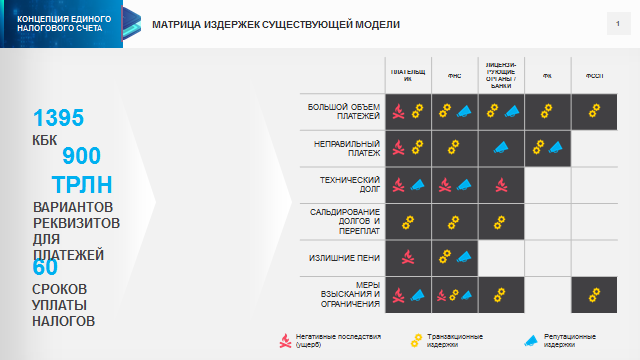 КОНЦЕПЦИЯ ЕДИНОГО
НАЛОГОВОГО СЧЕТА
МАТРИЦА ИЗДЕРЖЕК СУЩЕСТВУЮЩЕЙ МОДЕЛИ
1
1395
КБК
900
ТРЛН
ВАРИАНТОВ
РЕКВИЗИТОВ
ДЛЯ
ПЛАТЕЖЕЙ
60
СРОКОВ
УПЛАТЫ
НАЛОГОВ
ПЛАТЕЛЬЩ
ИК
ФНС
ЛИЦЕНЗИ-
РУЮЩИЕ
ОРГАНЫ /
БАНКИ
ФК
ФССП
БОЛЬШОЙ ОБЪЕМ
ПЛАТЕЖЕЙ
НЕПРАВИЛЬНЫЙ
ПЛАТЕЖ
ТЕХНИЧЕСКИЙ
ДОЛГ
САЛЬДИРОВАНИЕ
ДОЛГОВ И
ПЕРЕПЛАТ
ИЗЛИШНИЕ ПЕНИ
МЕРЫ
ВЗЫСКАНИЯ И
ОГРАНИЧЕНИЯ
Негативные последствия
(ущерб)
Транзакционные
издержки
Репутационные
издержки